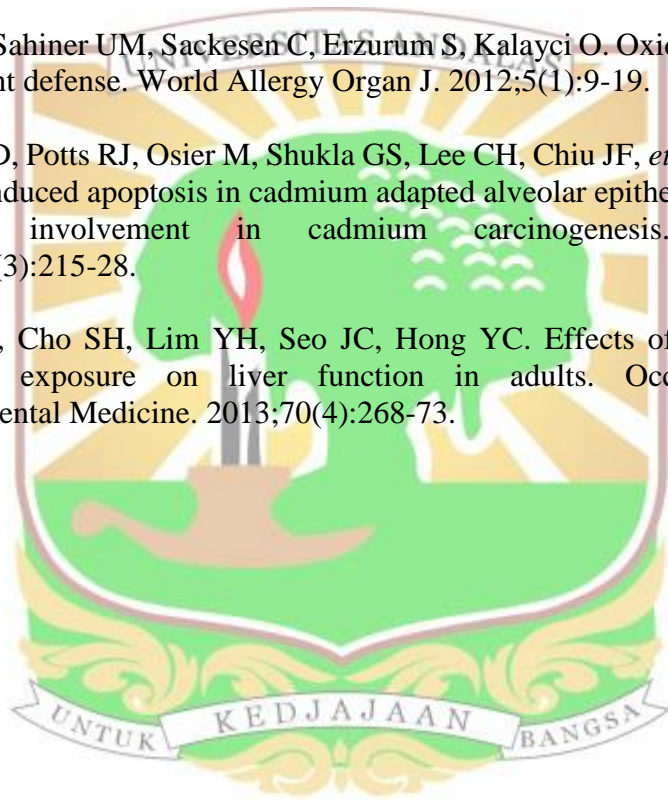 Sahiner UM, Sackesen C, Erzurum S, Kalayci O. Oxid
nt defense. World Allergy Organ J. 2012;5(1):9-19.
D, Potts RJ, Osier M, Shukla GS, Lee CH, Chiu JF, et
nduced apoptosis in cadmium adapted alveolar epithe
involvement in cadmium carcinogenesis.
(3):215-28.
, Cho SH, Lim YH, Seo JC, Hong YC. Effects of
exposure on liver function in adults. Occ
ental Medicine. 2013;70(4):268-73.
UNIVERSITAS ANDALAS
UNTUK KEDJAJAAN BANGSA